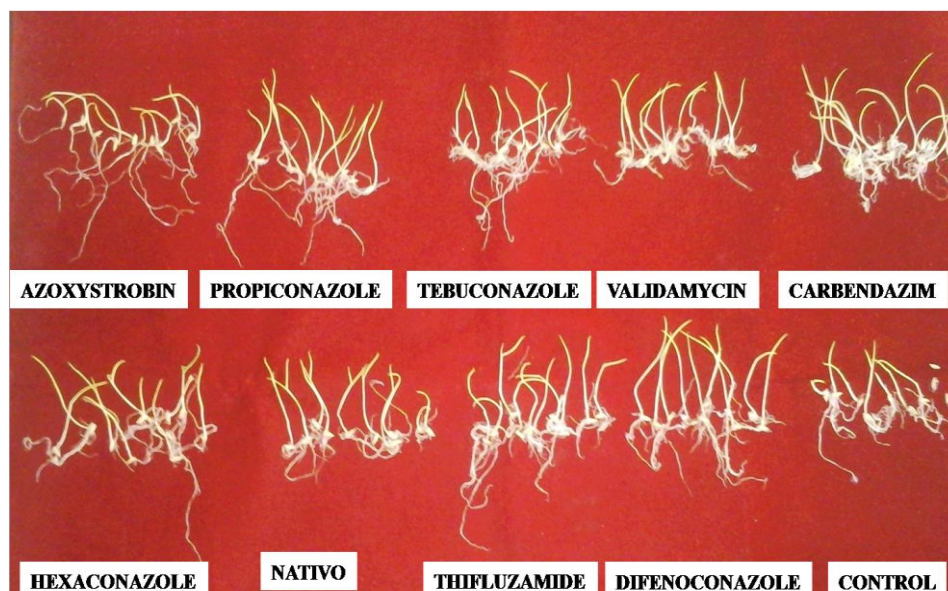 AZOXYSTROBIN
PROPICONAZOLE
TEBUCONAZOLE
VALIDAMYCIN
CARBENDAZIM
HEXACONAZOLE
NATIVO
THIFLUZAMIDE
DIFENOCONAZOLE
CONTROL